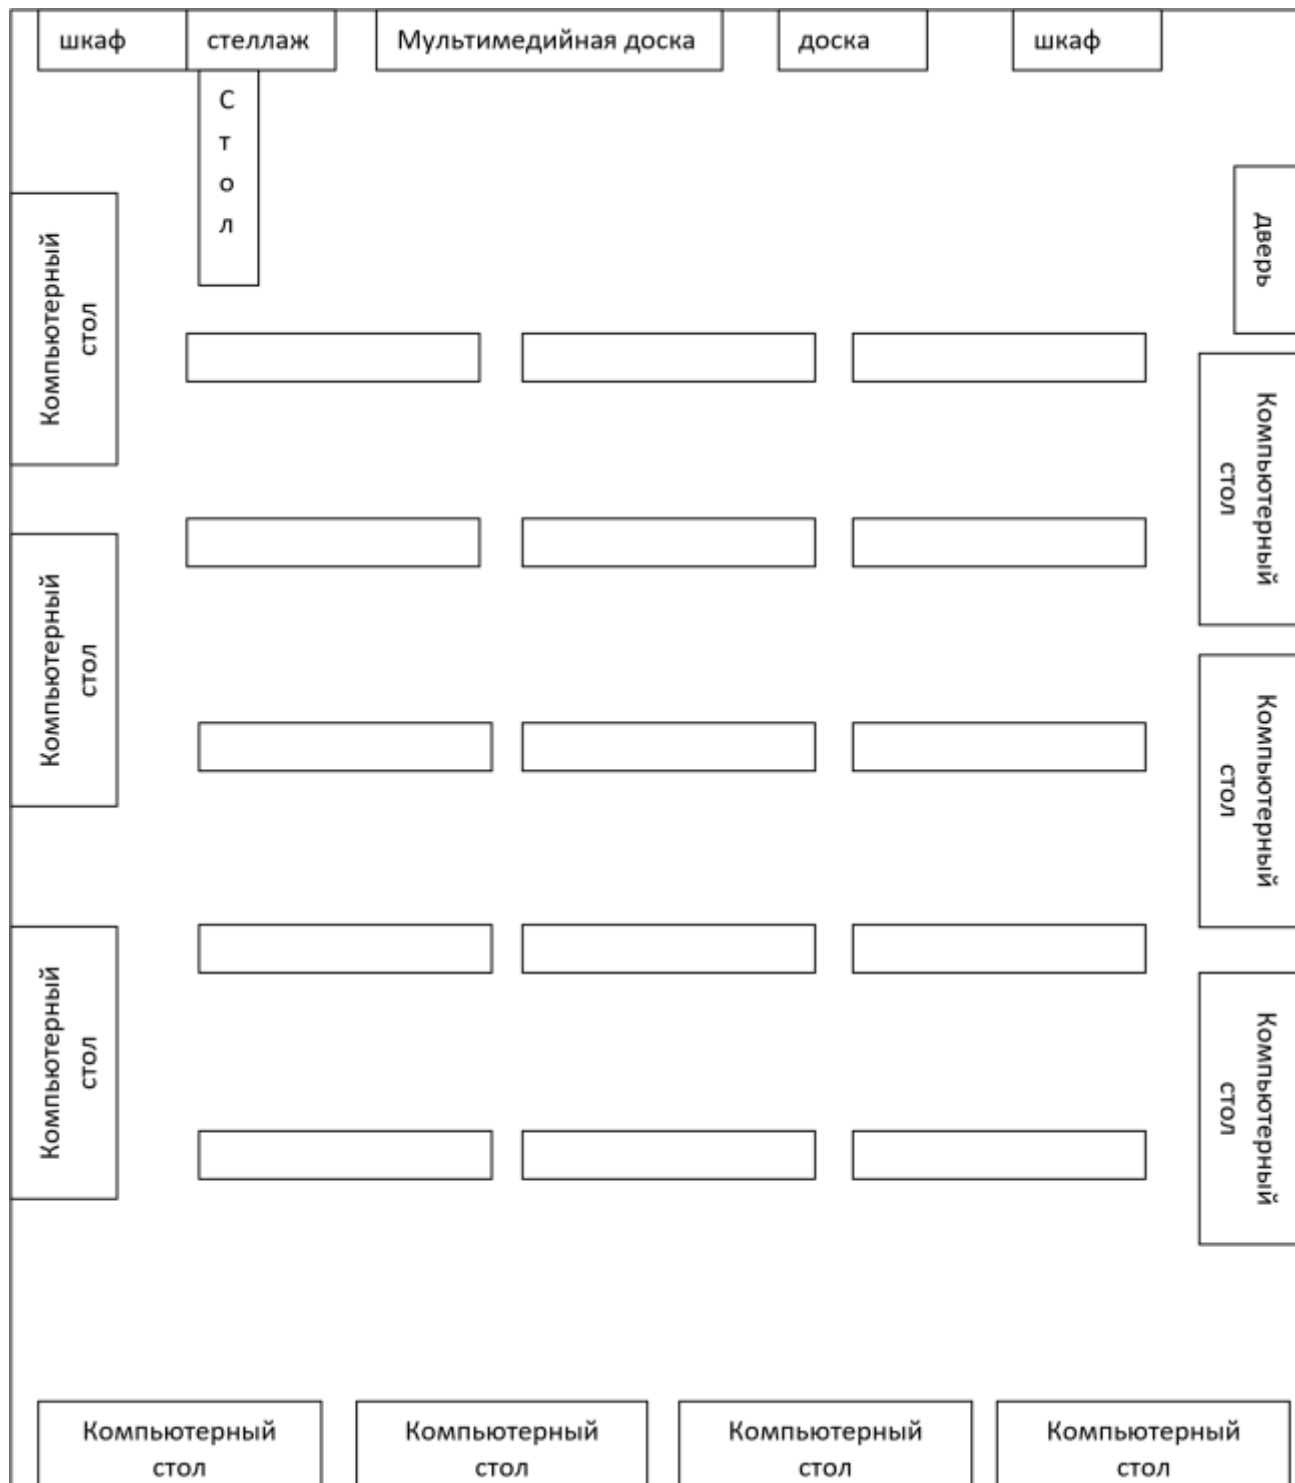 шкаф
стеллаж
Мультимедийная доска
доска
шкаф
С
т
о
л
дверь
Компьютерный
стол
Компьютерный
стол
Компьютерный
стол
Компьютерный
стол
Компьютерный
стол
Компьютерный
стол
Компьютерный
стол
Компьютерный
стол
Компьютерный
стол
Компьютерный
стол